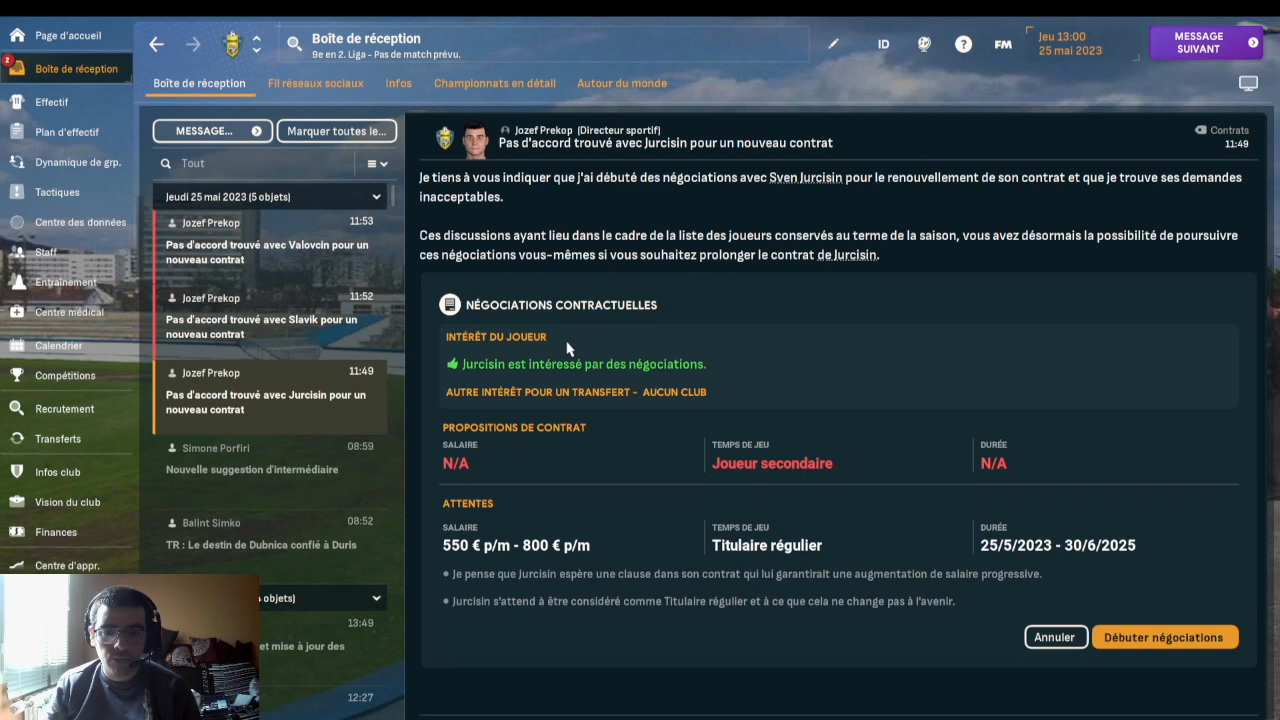 Page d'accueil
2
Boîte de réception
Effectif
Plan d'effectif
Dynamique de grp.
Tactiques
Centre des données
Staff
Entraînement
Centre médical
Calendrier
Compétitions
Recrutement
Transferts
Infos club
Vision du club
Finances
Centre d'appr.
Boîte de réception
9e en 2. Liga - Pas de match prévu.
ID
?
FM
Jeu 13:00
25 mai 2023
MESSAGE
SUIVANT
Boîte de réception
Fil réseaux sociaux
Infos
Championnats en détail
Autour du monde
MESSAGE...
Marquer toutes le...
Tout
Jeudi 25 mai 2023 (5 objets)
Jozef Prekop
11:53
Pas d'accord trouvé avec Valovcin pour un
nouveau contrat
Jozef Prekop
11:52
Pas d'accord trouvé avec Slavik pour un
nouveau contrat
Jozef Prekop
11:49
Pas d'accord trouvé avec Jurcisin pour un
nouveau contrat
Simone Porfiri
08:59
Nouvelle suggestion d'intermédiaire
Balint Simko
08:52
TR : Le destin de Dubnica confié à Duris
objets)
13:49
et mise à jour des
12:27
Jozef Prekop (Directeur sportif)
Pas d'accord trouvé avec Jurcisin pour un nouveau contrat
Contrats
11:49
Je tiens à vous indiquer que j'ai débuté des négociations avec Sven Jurcisin pour le renouvellement de son contrat et que je trouve ses demandes
inacceptables.
Ces discussions ayant lieu dans le cadre de la liste des joueurs conservés au terme de la saison, vous avez désormais la possibilité de poursuivre
ces négociations vous-mêmes si vous souhaitez prolonger le contrat de Jurcisin.
NÉGOCIATIONS CONTRACTUELLES
INTÉRÊT DU JOUEUR
Jurcisin est intéressé par des négociations.
AUTRE INTÉRÊT POUR UN TRANSFERT - AUCUN CLUB
PROPOSITIONS DE CONTRAT
SALAIRE
N/A
TEMPS DE JEU
Joueur secondaire
DURÉE
N/A
ATTENTES
SALAIRE
550 € p/m - 800 € p/m
TEMPS DE JEU
Titulaire régulier
DURÉE
25/5/2023 - 30/6/2025
Je pense que Jurcisin espère une clause dans son contrat qui lui garantirait une augmentation de salaire progressive.
Jurcisin s'attend à être considéré comme Titulaire régulier et à ce que cela ne change pas à l'avenir.
Annuler
Débuter négociations